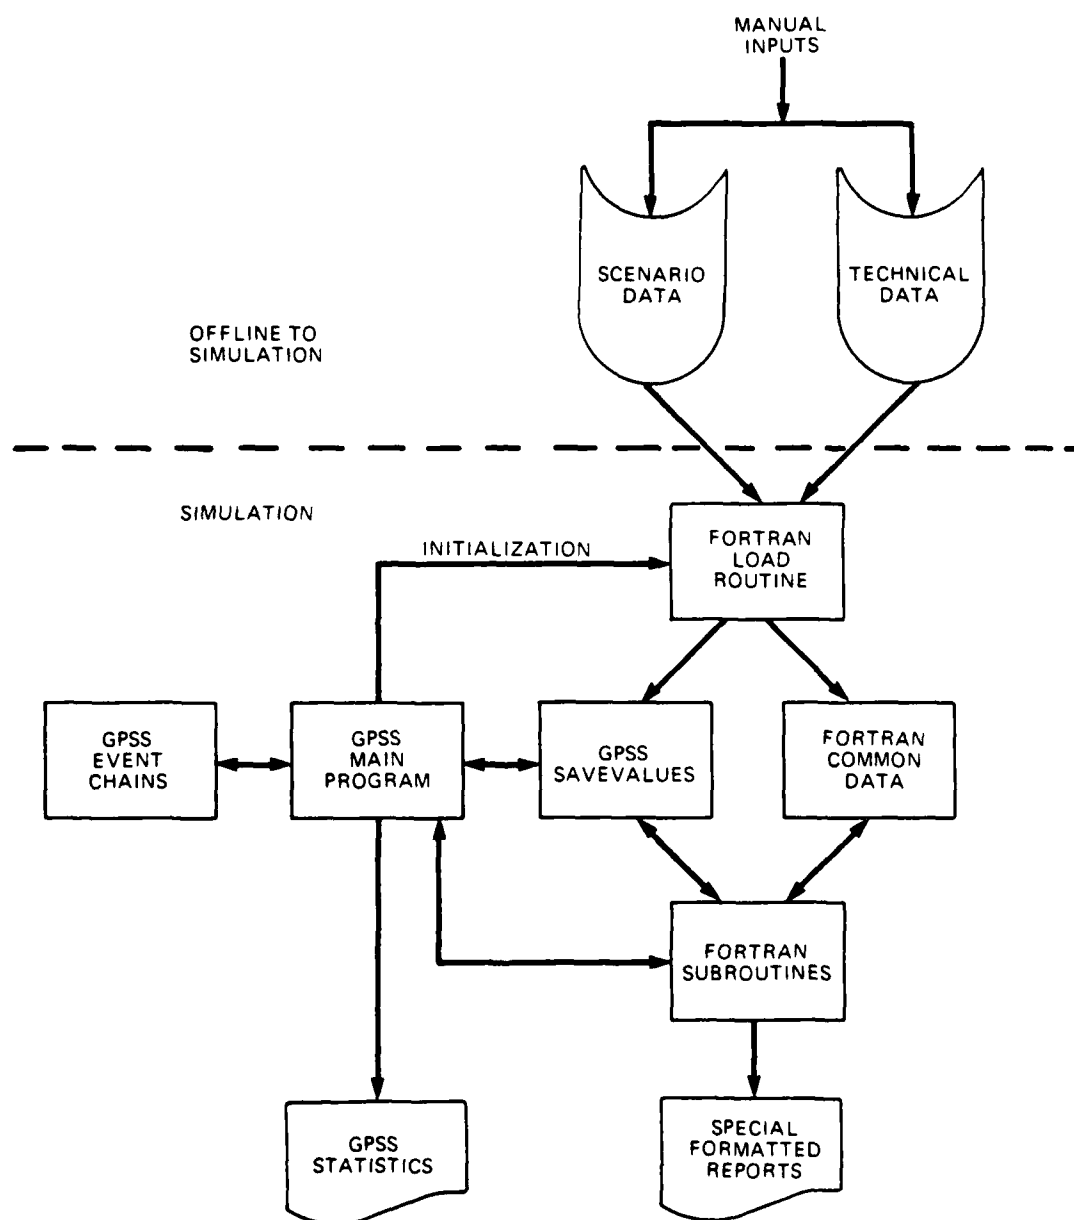 MANUAL
INPUTS
SCENARIO
DATA
TECHNICAL
DATA
OFFLINE TO
SIMULATION
SIMULATION
INITIALIZATION
FORTRAN
LOAD
ROUTINE
GPSS
EVENT
CHAINS
GPSS
MAIN
PROGRAM
GPSS
SAVEVALUES
FORTRAN
COMMON
DATA
FORTRAN
SUBROUTINES
GPSS
STATISTICS
SPECIAL
FORMATTED
REPORTS